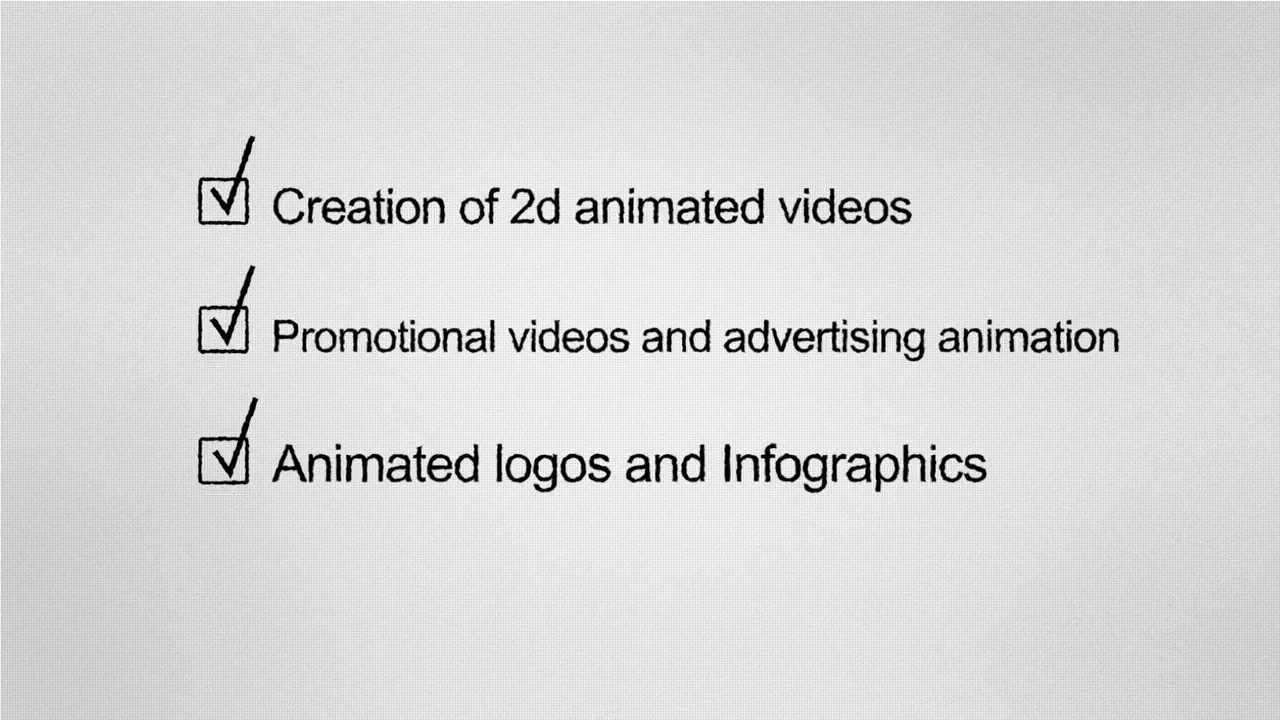 Creation of 2d animated videos
Promotional videos and advertising animation
Animated logos and Infographics